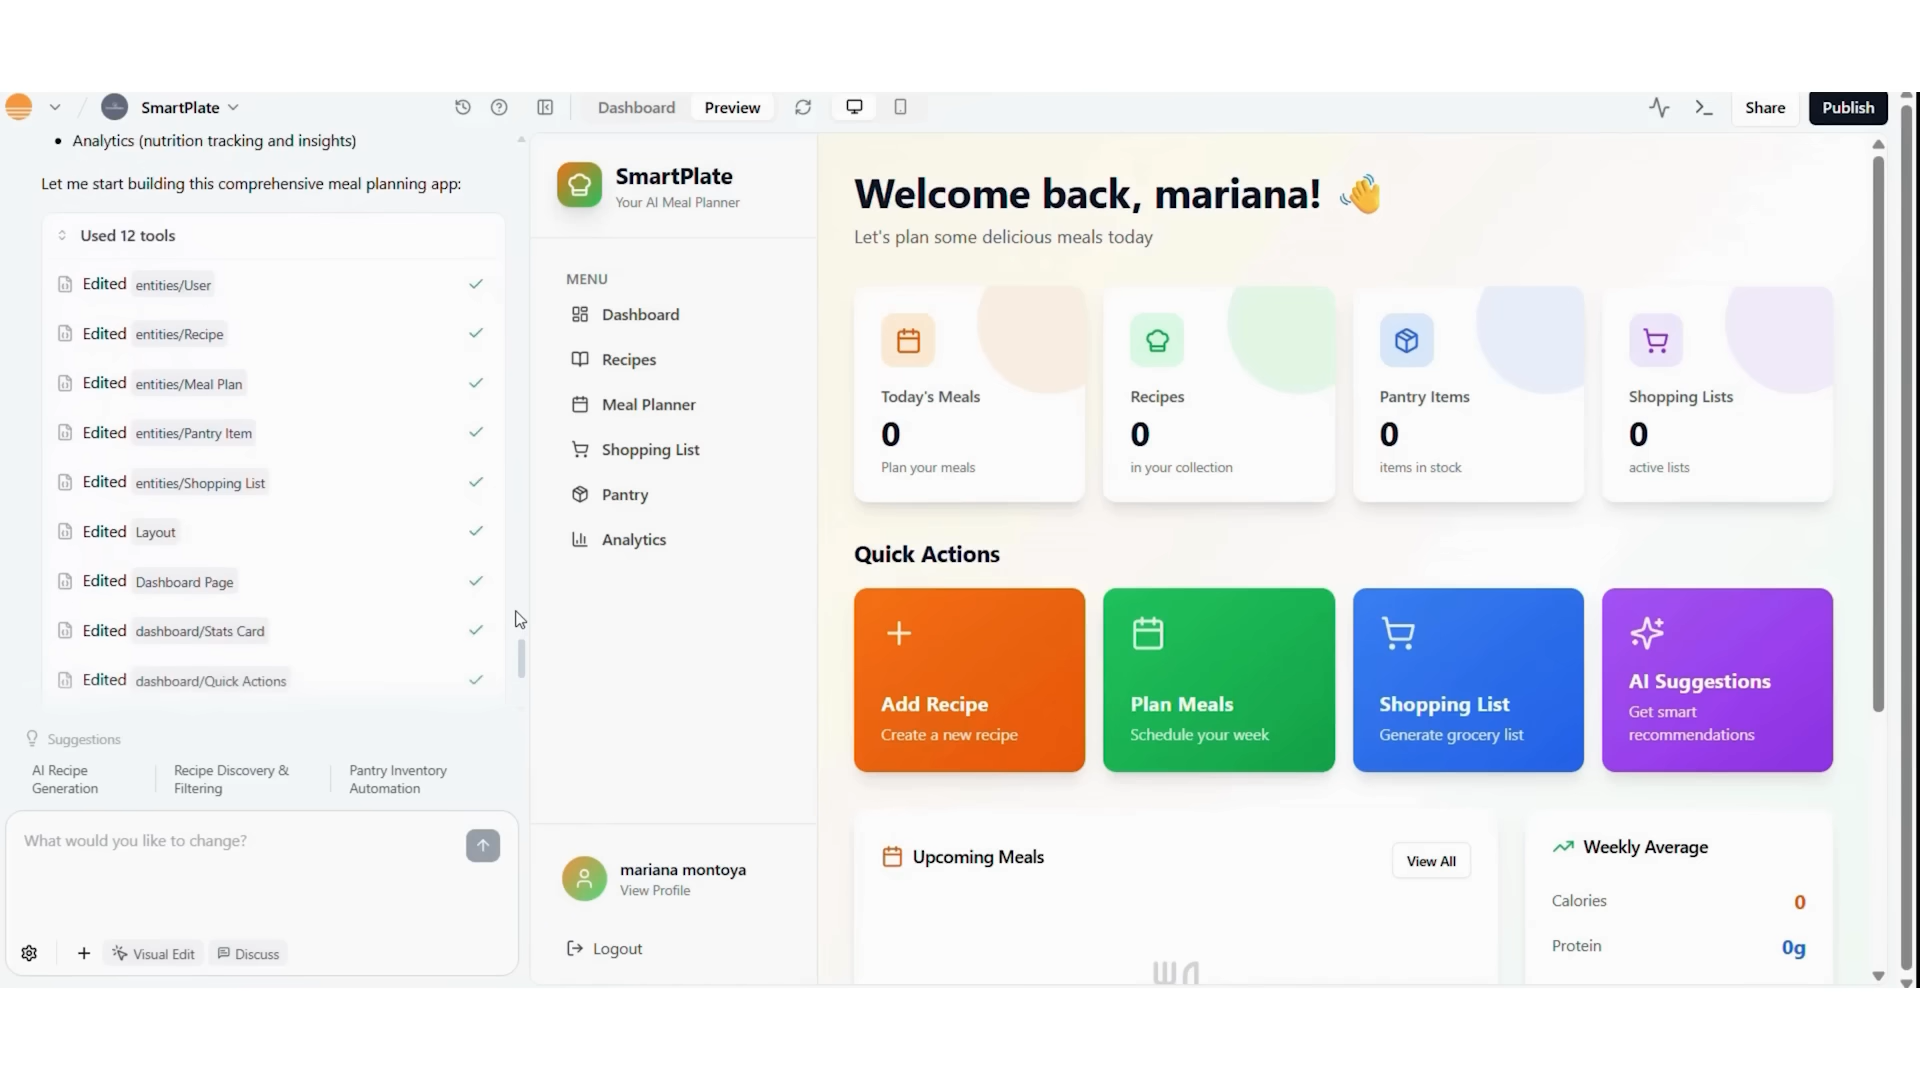 SmartPlate
Dashboard
Preview
Share
Publish
Analytics (nutrition tracking and insights)
Let me start building this comprehensive meal planning app:
Used 12 tools
Edited entities/User
Edited entities/Recipe
Edited entities/Meal Plan
Edited entities/Pantry Item
Edited entities/Shopping List
Edited Layout
Edited Dashboard Page
Edited dashboard/Stats Card
Edited dashboard/Quick Actions
Suggestions
AI Recipe
Generation
Recipe Discovery &
Filtering
Pantry Inventory
Automation
What would you like to change?
Visual Edit
Discuss
SmartPlate
Your AI Meal Planner
MENU
Dashboard
Recipes
Meal Planner
Shopping List
Pantry
Analytics
mariana montoya
View Profile
Logout
Welcome back, mariana! 👋
Let's plan some delicious meals today
Today's Meals
0
Plan your meals
Recipes
0
in your collection
Pantry Items
0
items in stock
Shopping Lists
0
active lists
Quick Actions
Add Recipe
Create a new recipe
Plan Meals
Schedule your week
Shopping List
Generate grocery list
AI Suggestions
Get smart
recommendations
Upcoming Meals
View All
Weekly Average
Calories
0
Protein
0g